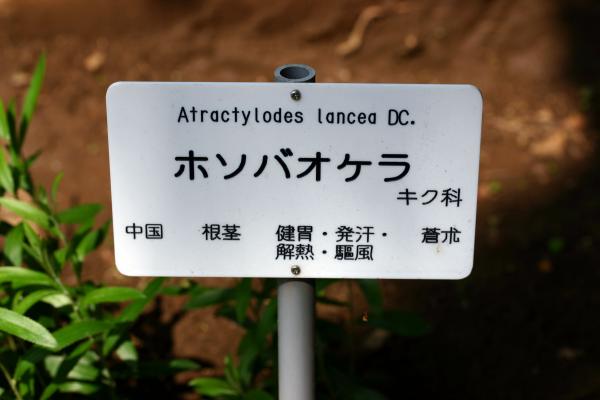 Atractylodes lancea DC.
ホソバオケラ
キク科
中国 根茎 健胃・発汗・ 蒼朮
解熱・駆風